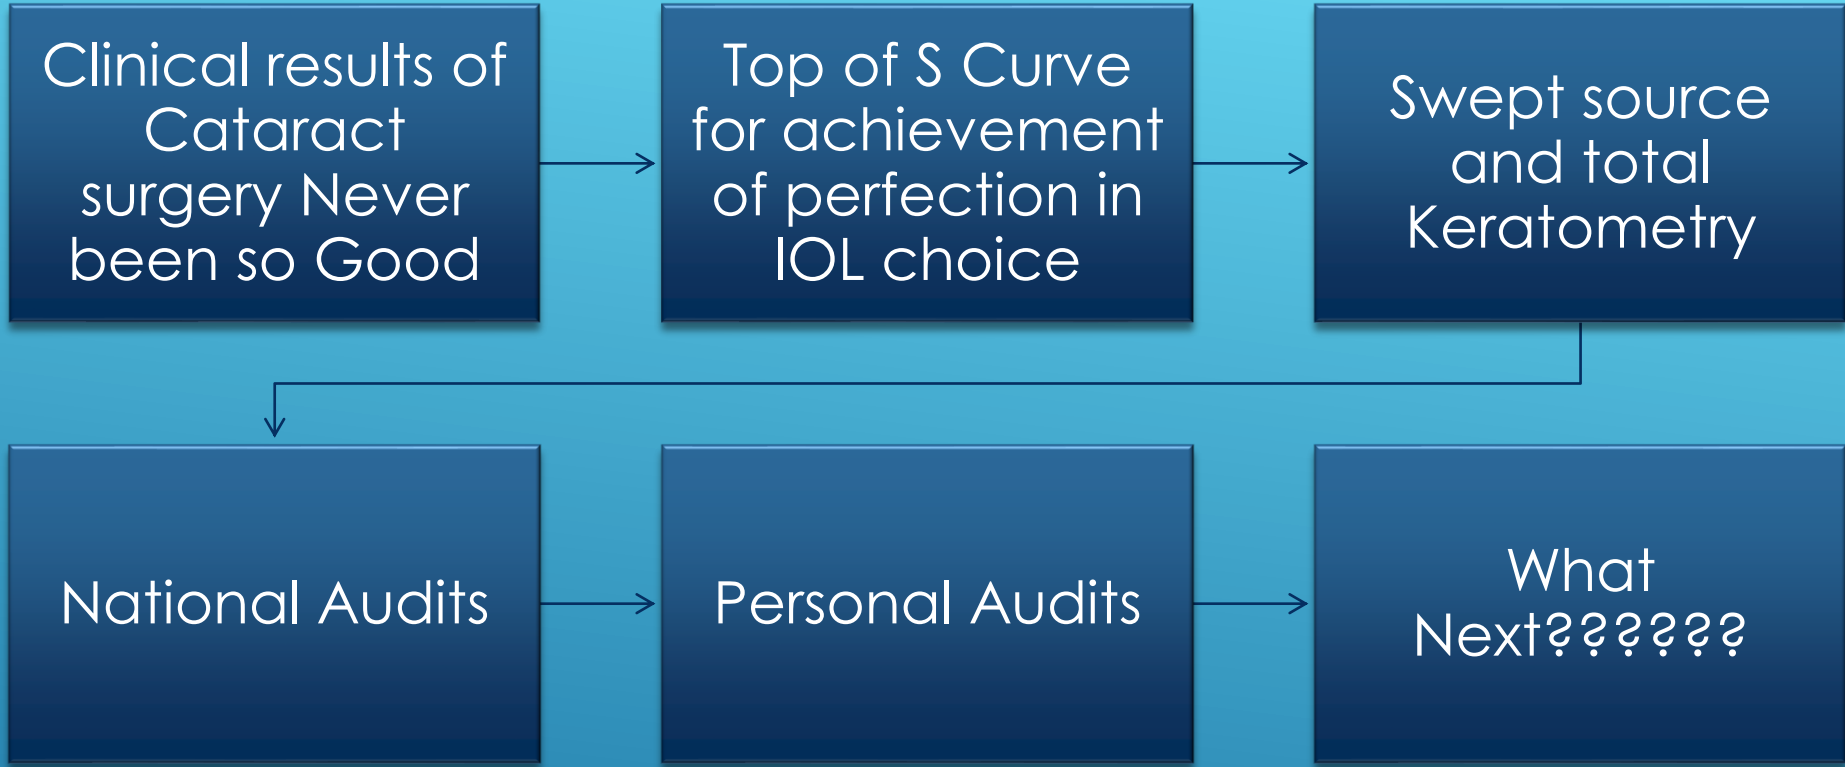 Clinical results of
Cataract
surgery Never
been so Good
Top of S Curve
for achievement
of perfection in
IOL choice
Swept source
and total
Keratometry
National Audits
Personal Audits
What
Next??????